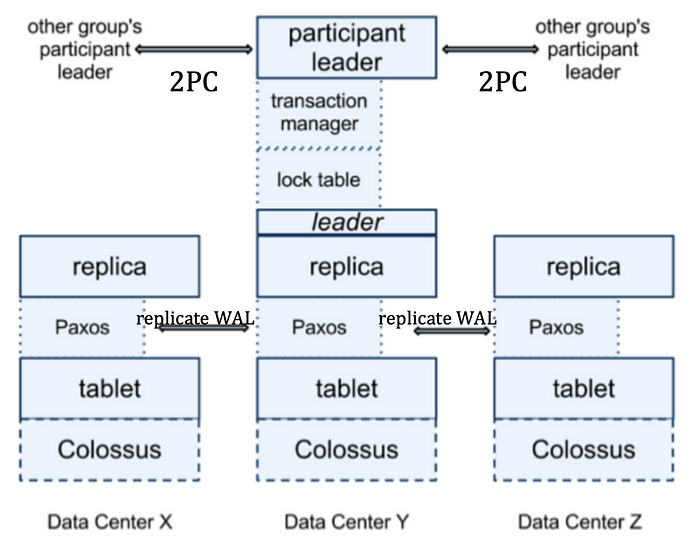 other group's
participant
leader
2PC
participant
leader
2PC
other group's
participant
leader
transaction
manager
lock table
leader
replica
replica
replica
Paxos
replicate WAL
Paxos
replicate WAL
Paxos
tablet
tablet
tablet
Colossus
Colossus
Colossus
Data Center X
Data Center Y
Data Center Z